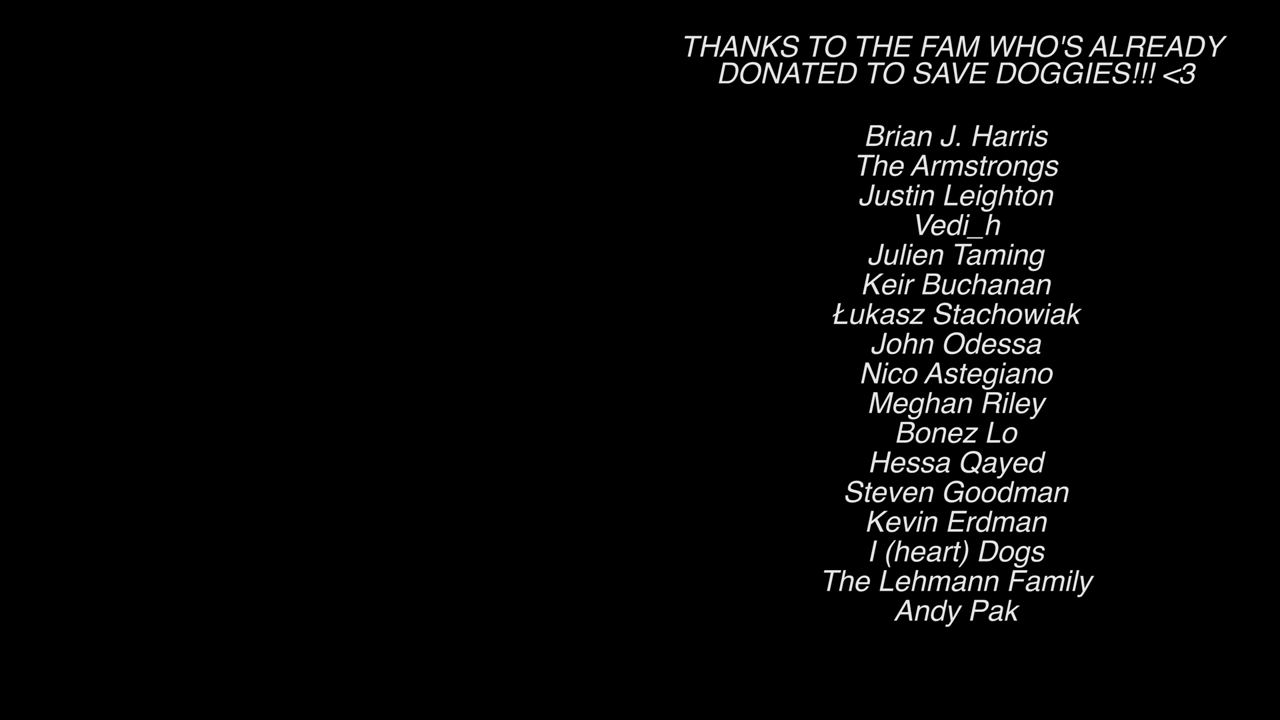 THANKS TO THE FAM WHO'S ALREADY
DONATED TO SAVE DOGGIES!!! <3
Brian J. Harris
The Armstrongs
Justin Leighton
Vedi_h
Julien Taming
Keir Buchanan
Łukasz Stachowiak
John Odessa
Nico Astegiano
Meghan Riley
Bonez Lo
Hessa Qayed
Steven Goodman
Kevin Erdman
I (heart) Dogs
The Lehmann Family
Andy Pak